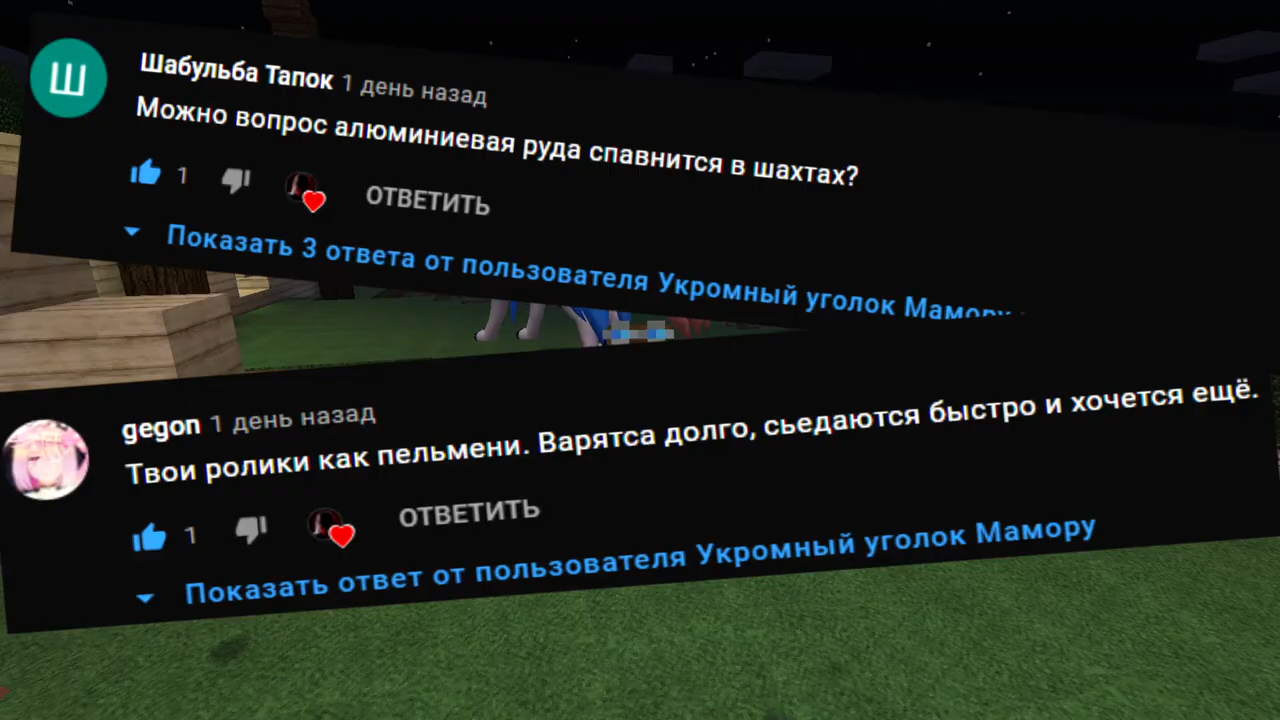 Ш
Шабульба Тапок 1 день назад
Можно вопрос алюминиевая руда спавнится в шахтах?
1 ОТВЕТИТЬ
Показать 3 ответа от пользователя Укромный уголок Мамору
gegon 1 день назад
Твои ролики как пельмени. Варятса долго, сьедаются быстро и хочется ещё.
1 ОТВЕТИТЬ
Показать ответ от пользователя Укромный уголок Мамору